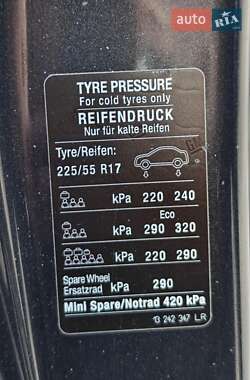 auto RIA
TYRE PRESSURE
For cold tyres only
REIFENDRUCK
Nur für kalte Reifen
Tyre/Reifen:
225/55 R17
kPa 220 240
Eco
kPa 290 320
kPa 220 290
Spare Wheel
Ersatzrad kPa 290
Mini Spare/Notrad 420 kPa
13 242 347 LR